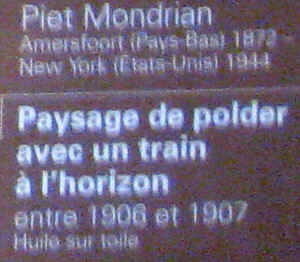 Piet Mondrian
Amersfoort (Pays-Bas) 1872 -
New York (États-Unis) 1944
Paysage de polder
avec un train
à l'horizon
entre 1906 et 1907
Huile sur toile